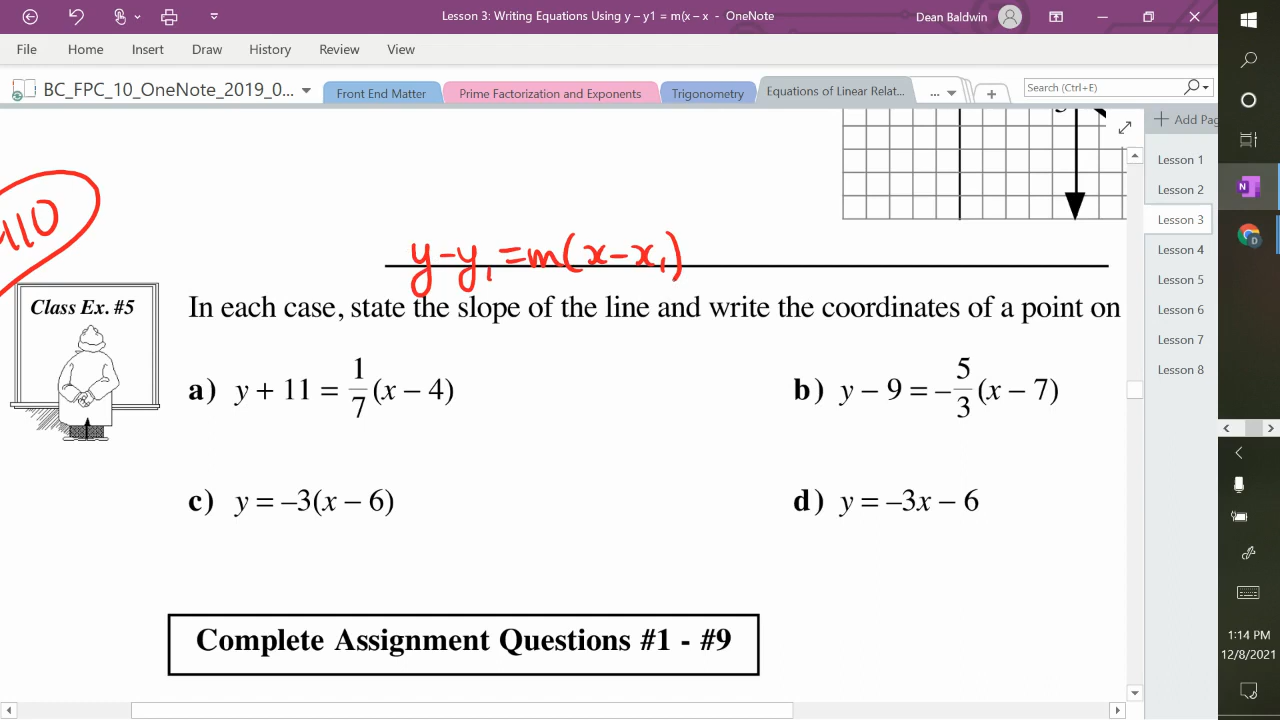 Lesson 3: Writing Equations Using y – y1 = m(x – x - OneNote
Dean Baldwin
File Home Insert Draw History Review View
BC_FPC_10_OneNote_2019_0...
Front End Matter
Prime Factorization and Exponents
Trigonometry
Equations of Linear Relat...
...
Search (Ctrl+E)
Add Pag
Lesson 1
Lesson 2
Lesson 3
Lesson 4
Lesson 5
Lesson 6
Lesson 7
Lesson 8
110
y - y₁ = m(x - x₁)
Class Ex. #5
In each case, state the slope of the line and write the coordinates of a point on
a) y + 11 = 1/7 (x – 4)
b) y – 9 = –5/3 (x – 7)
c) y = –3(x – 6)
d) y = –3x – 6
Complete Assignment Questions #1 - #9
N
1:14 PM
12/8/2021